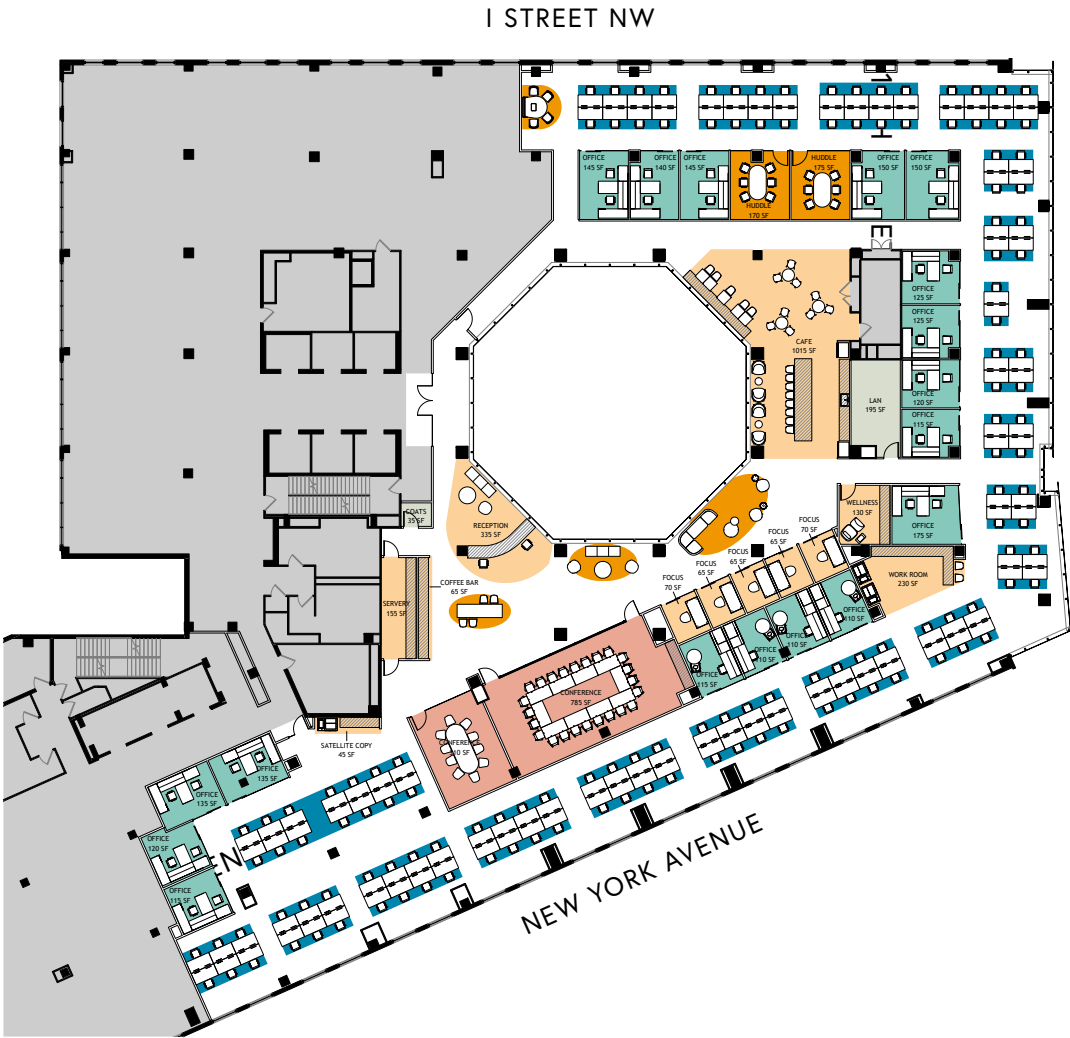 I STREET NW
OFFICE
145 SF
OFFICE
140 SF
OFFICE
145 SF
HUDDLE
170 SF
HUDDLE
175 SF
OFFICE
150 SF
OFFICE
150 SF
OFFICE
125 SF
OFFICE
125 SF
OFFICE
120 SF
OFFICE
115 SF
CAFE
1015 SF
LAN
195 SF
COATS
35 SF
RECEPTION
335 SF
WELLNESS
130 SF
OFFICE
175 SF
FOCUS
70 SF
FOCUS
65 SF
FOCUS
65 SF
FOCUS
65 SF
FOCUS
70 SF
WORK ROOM
230 SF
COFFEE BAR
65 SF
SERVERY
155 SF
OFFICE
110 SF
OFFICE
110 SF
OFFICE
110 SF
OFFICE
115 SF
CONFERENCE
785 SF
CONFERENCE
SATELLITE COPY
45 SF
OFFICE
135 SF
OFFICE
135 SF
OFFICE
120 SF
OFFICE
115 SF
EN
NEW YORK AVENUE